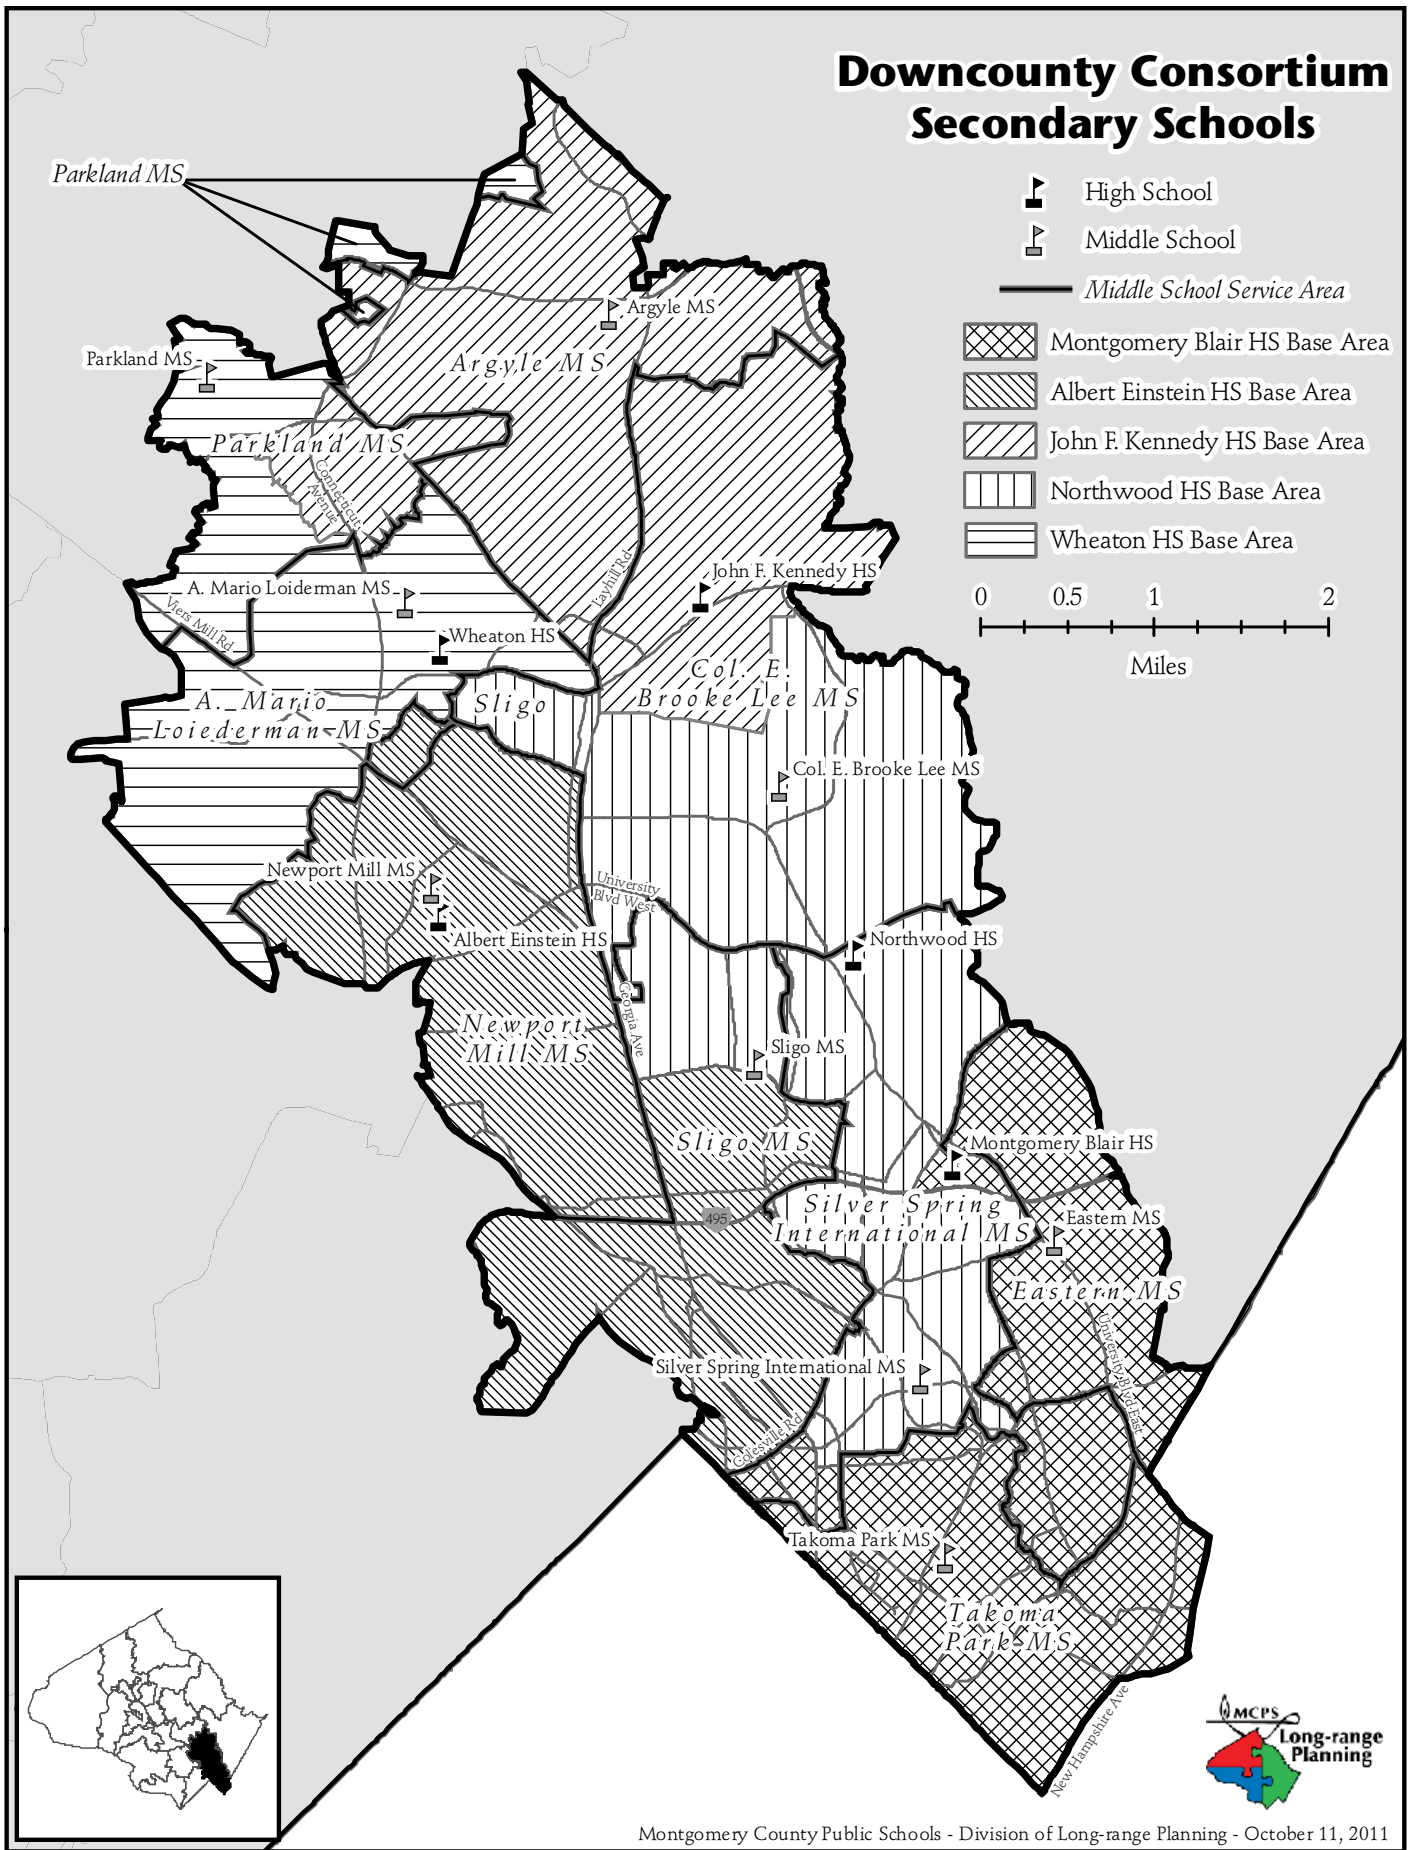 Downcounty Consortium
Secondary Schools
High School
Middle School
Middle School Service Area
Montgomery Blair HS Base Area
Albert Einstein HS Base Area
John F. Kennedy HS Base Area
Northwood HS Base Area
Wheaton HS Base Area
0 0.5 1 2
Miles
Parkland MS
Argyle MS
Argyle MS
Parkland MS
Parkland MS
Connecticut
Avenue
Layhill Rd
John F. Kennedy HS
A. Mario Loiderman MS
Viers Mill Rd
Wheaton HS
Col. E.
Brooke Lee MS
Sligo
A. Mario
Loiederman MS
Col. E. Brooke Lee MS
Newport Mill MS
University
Blvd West
Albert Einstein HS
Northwood HS
Georgia Ave
Newport
Mill MS
Sligo MS
Sligo MS
Montgomery Blair HS
Silver Spring
International MS
495
Eastern MS
Eastern MS
University Blvd East
Silver Spring International MS
Colesville Rd
Takoma Park MS
Takoma
Park MS
New Hampshire Ave
MCPS
Long-range
Planning
Montgomery County Public Schools - Division of Long-range Planning - October 11, 2011